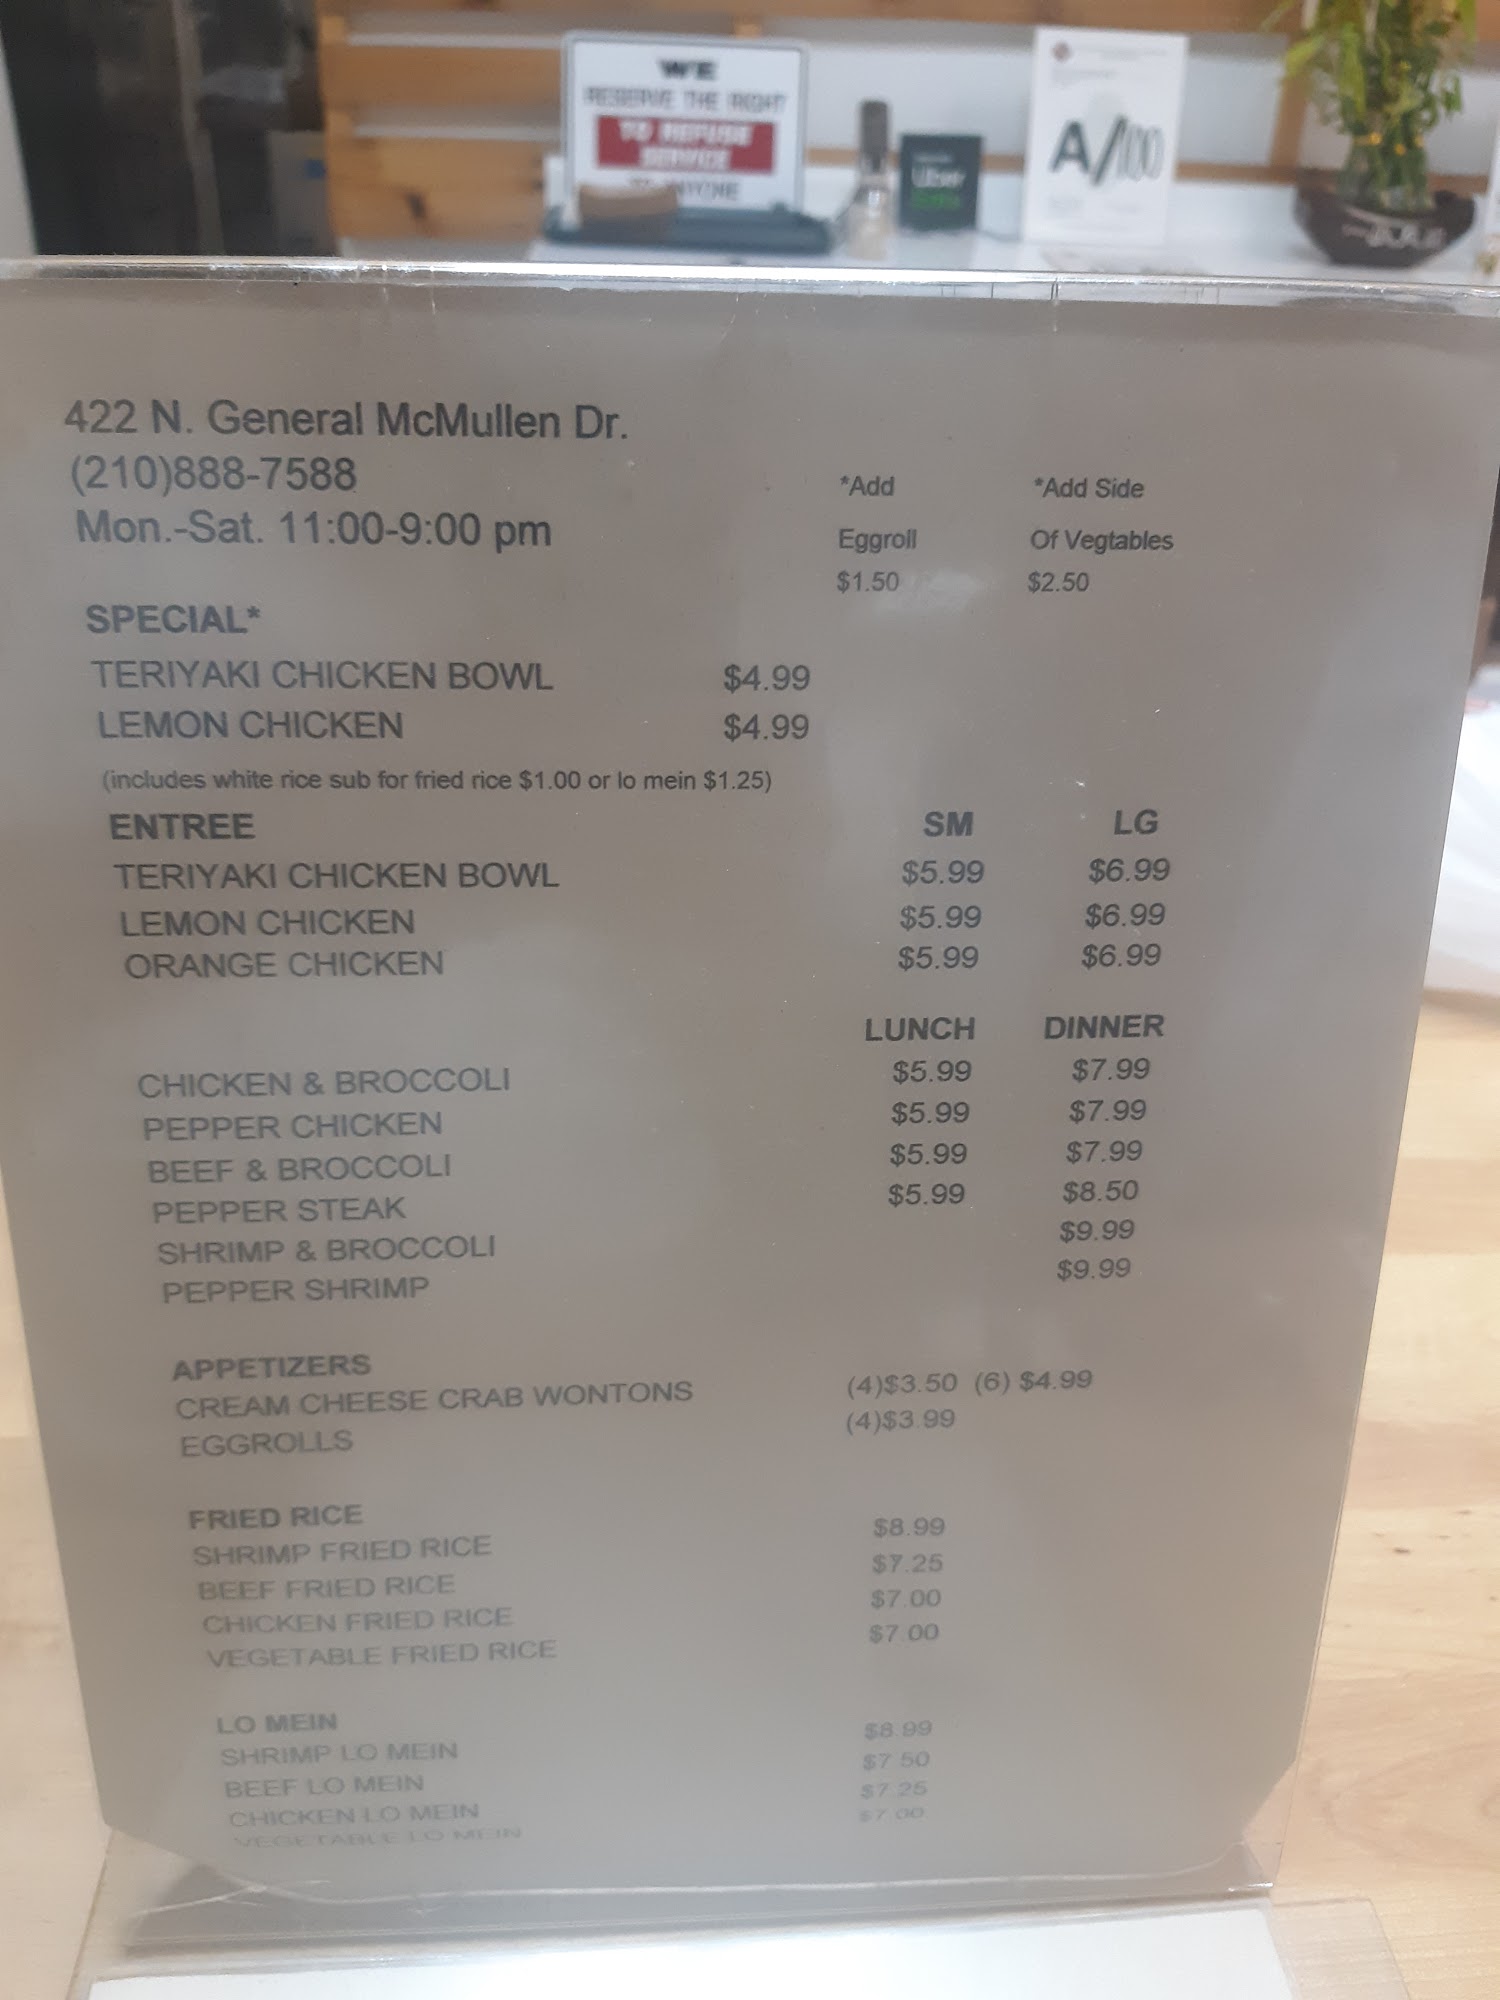 WE
RESERVE THE RIGHT
TO REFUSE
SERVICE
TO ANYONE
Uber
A/100
422 N. General McMullen Dr.
(210)888-7588
Mon.-Sat. 11:00-9:00 pm
*Add Eggroll $1.50
*Add Side Of Vegtables $2.50
SPECIAL*
TERIYAKI CHICKEN BOWL $4.99
LEMON CHICKEN $4.99
(includes white rice sub for fried rice $1.00 or lo mein $1.25)
ENTREE SM LG
TERIYAKI CHICKEN BOWL $5.99 $6.99
LEMON CHICKEN $5.99 $6.99
ORANGE CHICKEN $5.99 $6.99
LUNCH DINNER
CHICKEN & BROCCOLI $5.99 $7.99
PEPPER CHICKEN $5.99 $7.99
BEEF & BROCCOLI $5.99 $7.99
PEPPER STEAK $5.99 $8.50
SHRIMP & BROCCOLI $9.99
PEPPER SHRIMP $9.99
APPETIZERS
CREAM CHEESE CRAB WONTONS (4)$3.50 (6) $4.99
EGGROLLS (4)$3.99
FRIED RICE
SHRIMP FRIED RICE $8.99
BEEF FRIED RICE $7.25
CHICKEN FRIED RICE $7.00
VEGETABLE FRIED RICE $7.00
LO MEIN
SHRIMP LO MEIN $8.99
BEEF LO MEIN $7.50
CHICKEN LO MEIN $7.25
VEGETABLE LO MEIN $7.00